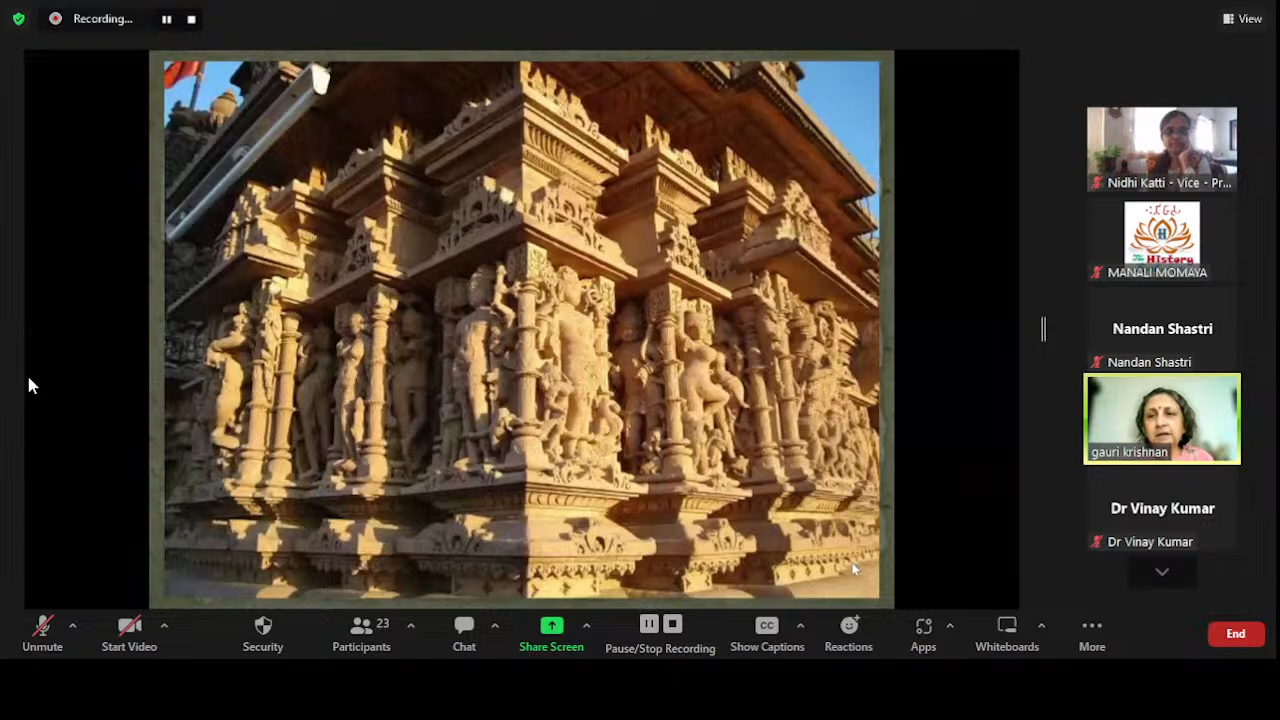 Recording...
View
Nidhi Katti - Vice - Pr...
H
History
MANALI MOMAYA
Nandan Shastri
Nandan Shastri
gauri krishnan
Dr Vinay Kumar
Dr Vinay Kumar
23
CC
Unmute
Start Video
Security
Participants
Chat
Share Screen
Pause/Stop Recording
Show Captions
Reactions
Apps
Whiteboards
More
End